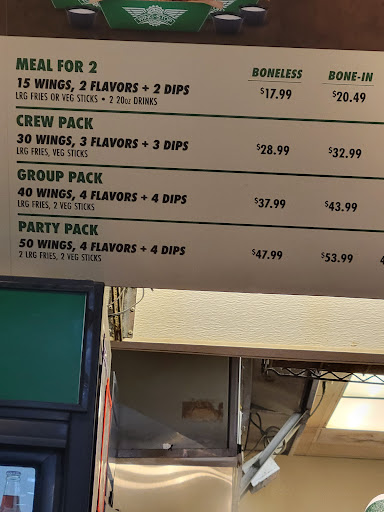 MEAL FOR 2 BONELESS BONE-IN
15 WINGS, 2 FLAVORS + 2 DIPS $17.99 $20.49
LRG FRIES OR VEG STICKS • 2 20oz DRINKS
CREW PACK
30 WINGS, 3 FLAVORS + 3 DIPS $28.99 $32.99
LRG FRIES, VEG STICKS
GROUP PACK
40 WINGS, 4 FLAVORS + 4 DIPS $37.99 $43.99
LRG FRIES, 2 VEG STICKS
PARTY PACK
50 WINGS, 4 FLAVORS + 4 DIPS $47.99 $53.99
2 LRG FRIES, 2 VEG STICKS